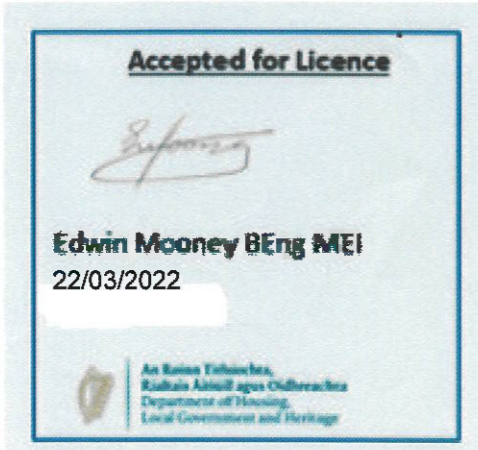 Accepted for Licence
Edwin Mooney BEng MEI
22/03/2022
An Roinn Tithíochta,
Rialtais Áitiúil agus Oidhreachta
Department of Housing,
Local Government and Heritage